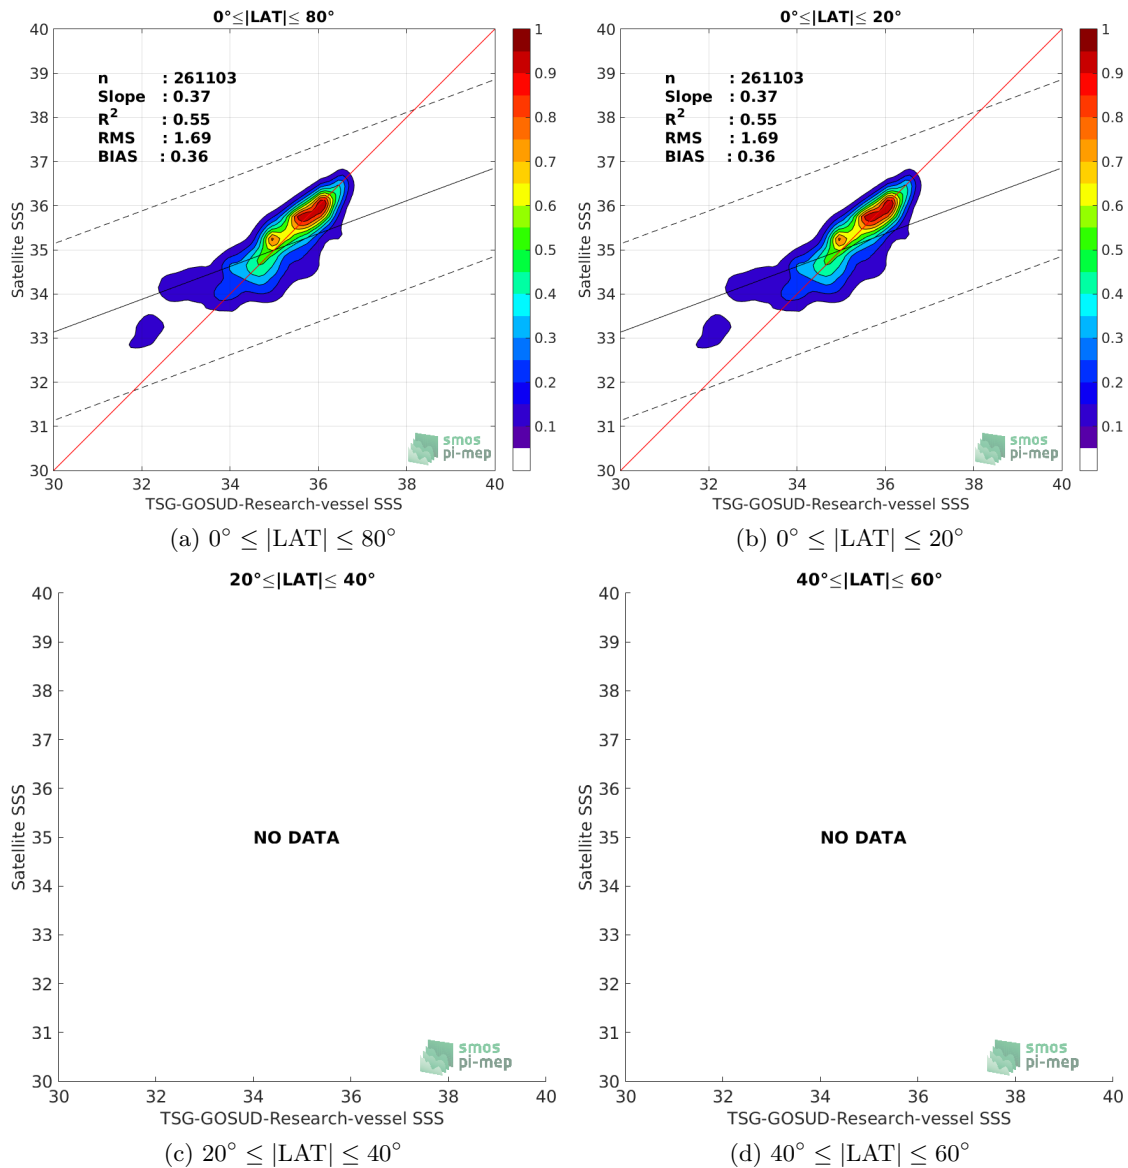 0°≤|LAT|≤ 80°
40
39
38
37
36
35
34
33
32
31
30
Satellite SSS
n : 261103
Slope : 0.37
R2 : 0.55
RMS : 1.69
BIAS : 0.36
smos
pi-mep
30 32 34 36 38 40
TSG-GOSUD-Research-vessel SSS
1
0.9
0.8
0.7
0.6
0.5
0.4
0.3
0.2
0.1
(a) 0° ≤ |LAT| ≤ 80°
0°≤|LAT|≤ 20°
40
39
38
37
36
35
34
33
32
31
30
Satellite SSS
n : 261103
Slope : 0.37
R2 : 0.55
RMS : 1.69
BIAS : 0.36
smos
pi-mep
30 32 34 36 38 40
TSG-GOSUD-Research-vessel SSS
1
0.9
0.8
0.7
0.6
0.5
0.4
0.3
0.2
0.1
(b) 0° ≤ |LAT| ≤ 20°
20°≤|LAT|≤ 40°
40
39
38
37
36
35
34
33
32
31
30
Satellite SSS
NO DATA
smos
pi-mep
30 32 34 36 38 40
TSG-GOSUD-Research-vessel SSS
(c) 20° ≤ |LAT| ≤ 40°
40°≤|LAT|≤ 60°
40
39
38
37
36
35
34
33
32
31
30
Satellite SSS
NO DATA
smos
pi-mep
30 32 34 36 38 40
TSG-GOSUD-Research-vessel SSS
(d) 40° ≤ |LAT| ≤ 60°